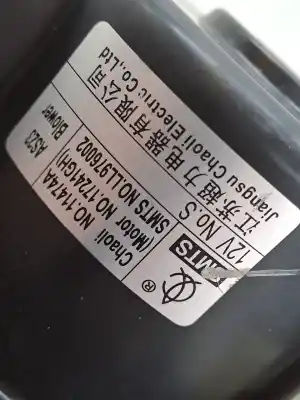 ®
SMTS
Chaoli
NO.11474A
AS23
(Motor NO.17241GH)
Blower
SMTS NO.LL976002
12V No.S
江苏超力电器有限公司
Jiangsu Chaoli Electric Co.,Ltd